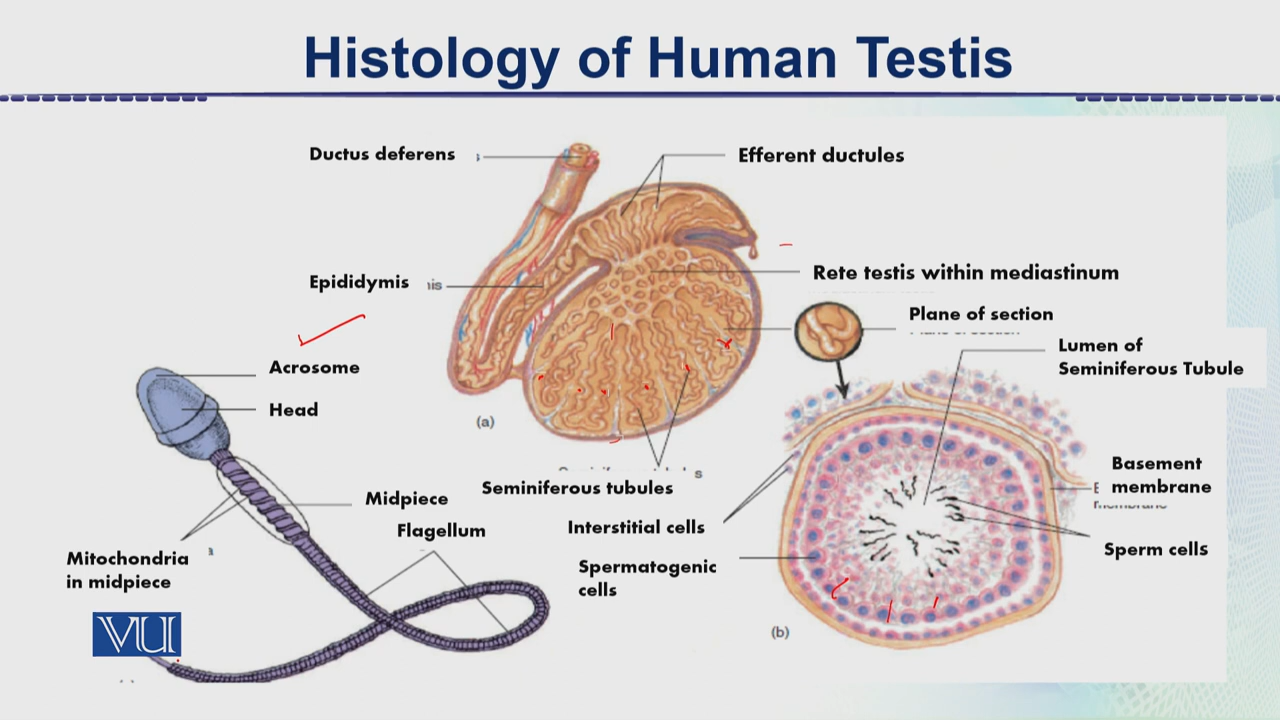 Histology of Human Testis
Ductus deferens
Efferent ductules
Epididymis
Rete testis within mediastinum
Plane of section
Lumen of
Seminiferous Tubule
Acrosome
Head
(a)
Basement
membrane
Seminiferous tubules
Midpiece
Interstitial cells
Flagellum
Sperm cells
Mitochondria
in midpiece
Spermatogenic
cells
VU
(b)